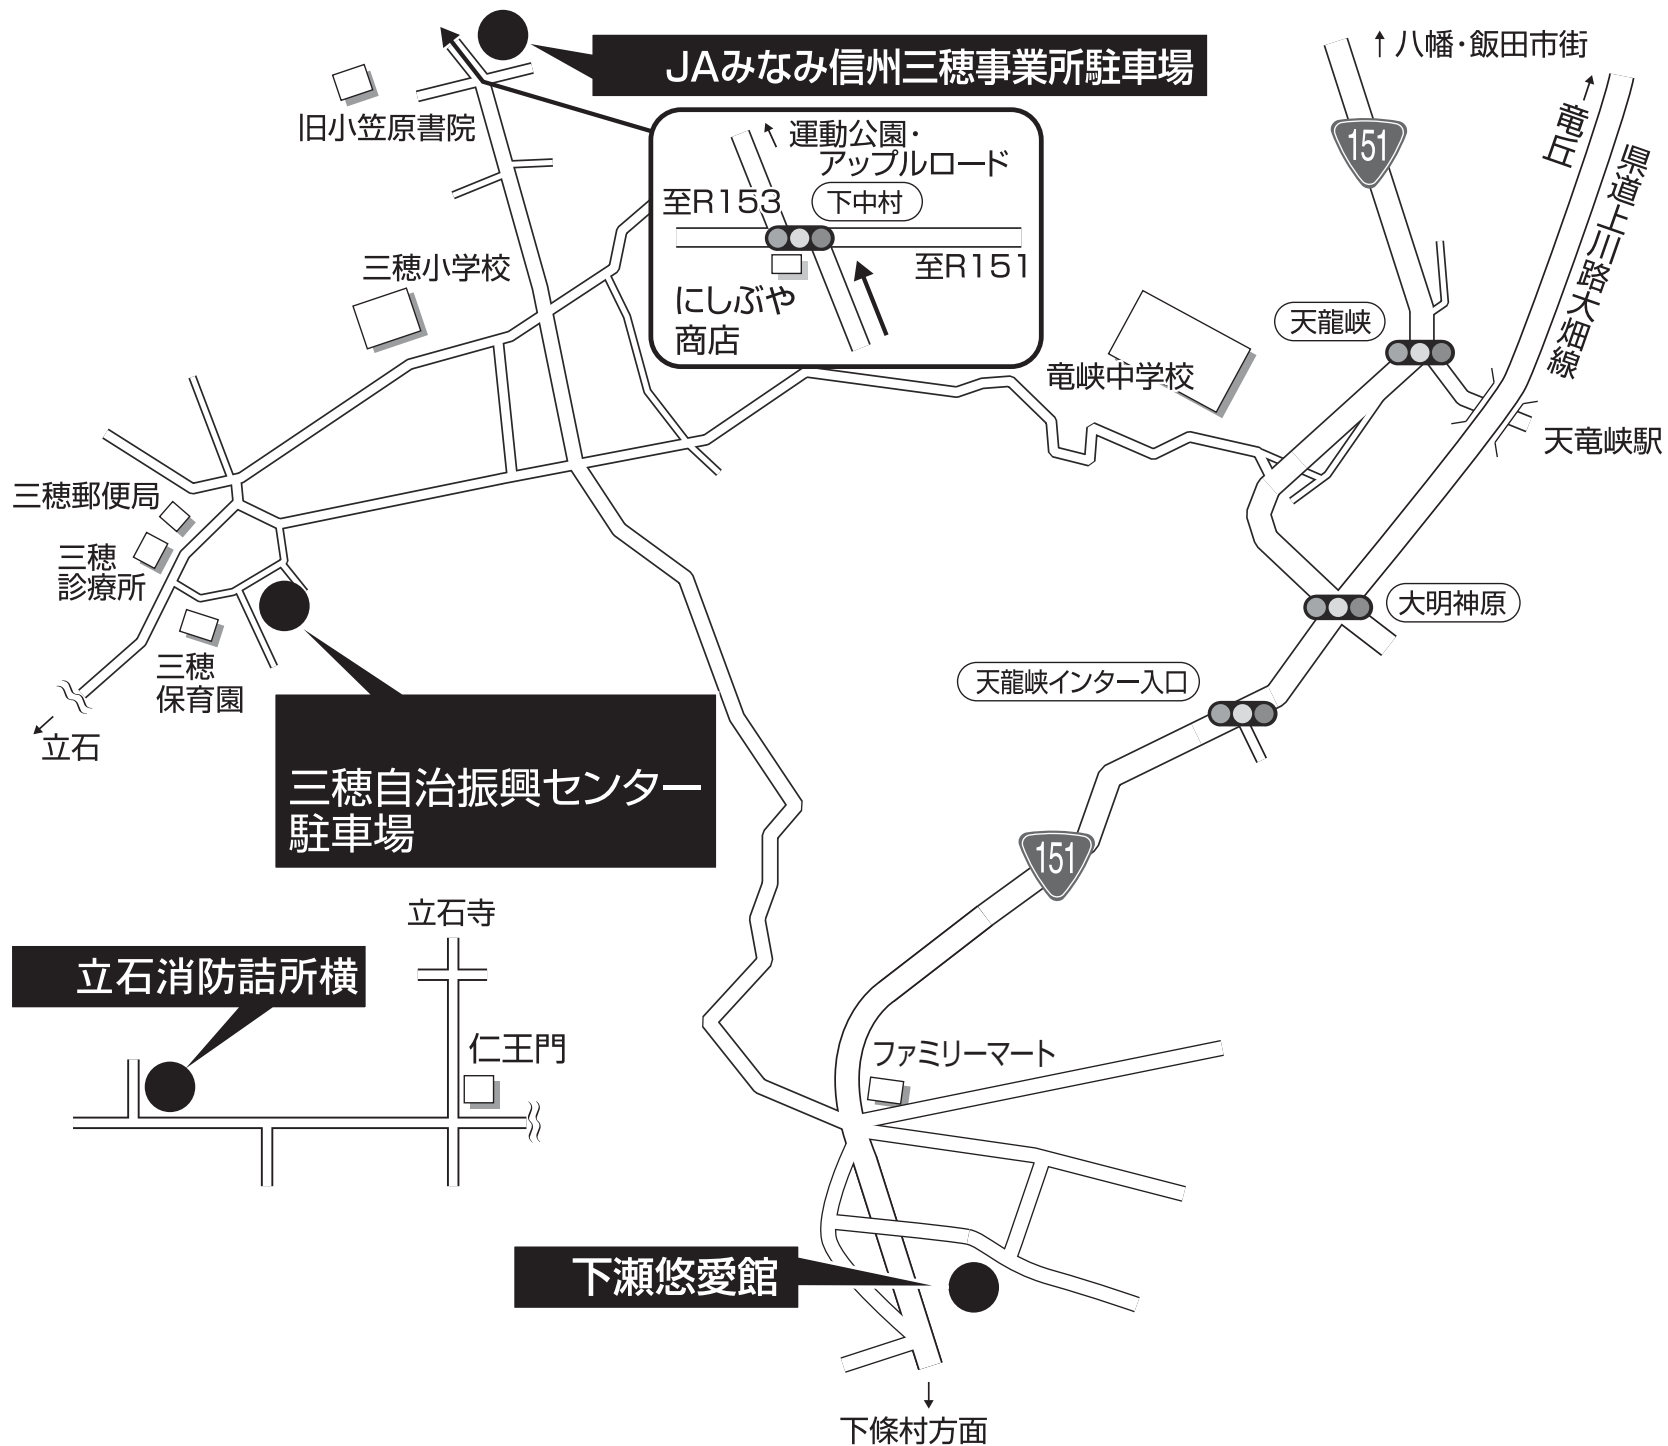 JAみなみ信州三穂事業所駐車場
↑八幡・飯田市街
151
竜丘
県道上川路大畑線
旧小笠原書院
運動公園・
アップルロード
至R153
下中村
至R151
にしぶや
商店
三穂小学校
天龍峡
竜峡中学校
天竜峡駅
三穂郵便局
三穂
診療所
大明神原
三穂
保育園
天龍峡インター入口
立石
三穂自治振興センター
駐車場
151
立石寺
立石消防詰所横
仁王門
ファミリーマート
下瀬悠愛館
下條村方面